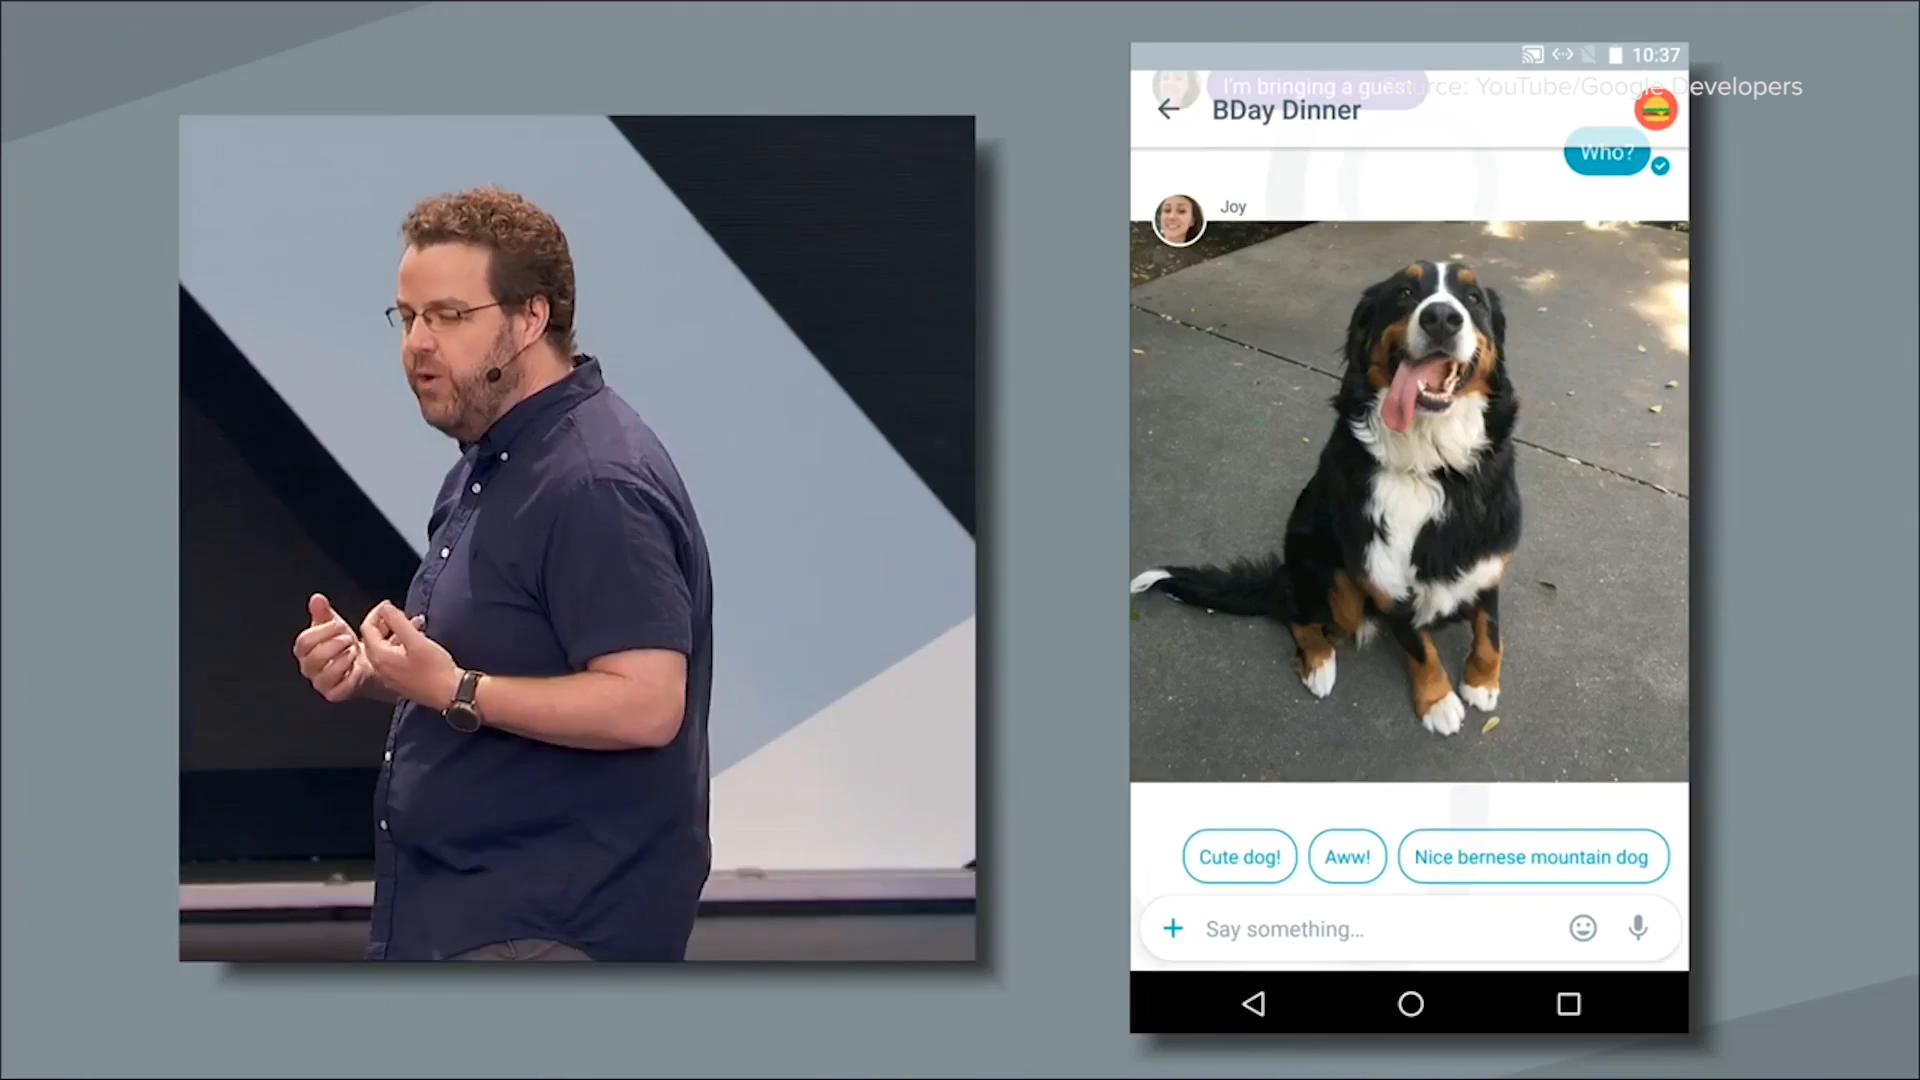 10:37
I'm bringing a guest.
Source: YouTube/Google Developers
BDay Dinner
Who?
Joy
Cute dog!
Aww!
Nice bernese mountain dog
Say something...